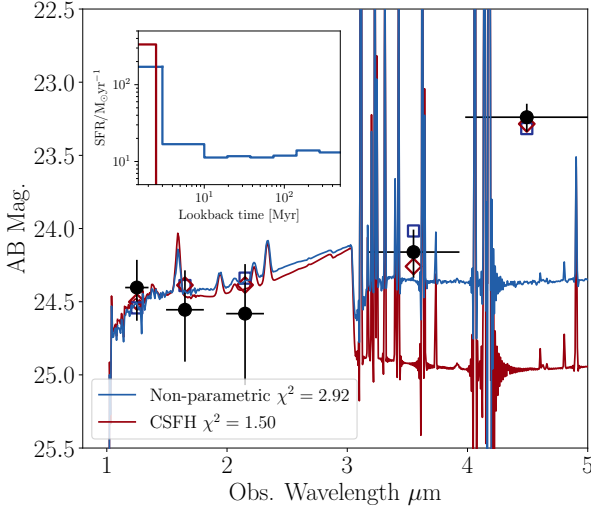 22.5
23.0
23.5
24.0
24.5
25.0
25.5
AB Mag.
10²
10¹
SFR/M⊙yr⁻¹
10¹ 10²
Lookback time [Myr]
Non-parametric χ² = 2.92
CSFH χ² = 1.50
1 2 3 4 5
Obs. Wavelength μm